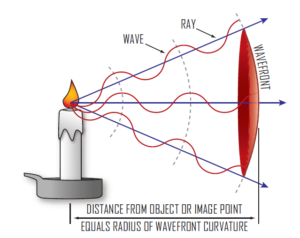 RAY
WAVE
WAVEFRONT
DISTANCE FROM OBJECT OR IMAGE POINT
EQUALS RADIUS OF WAVEFRONT CURVATURE